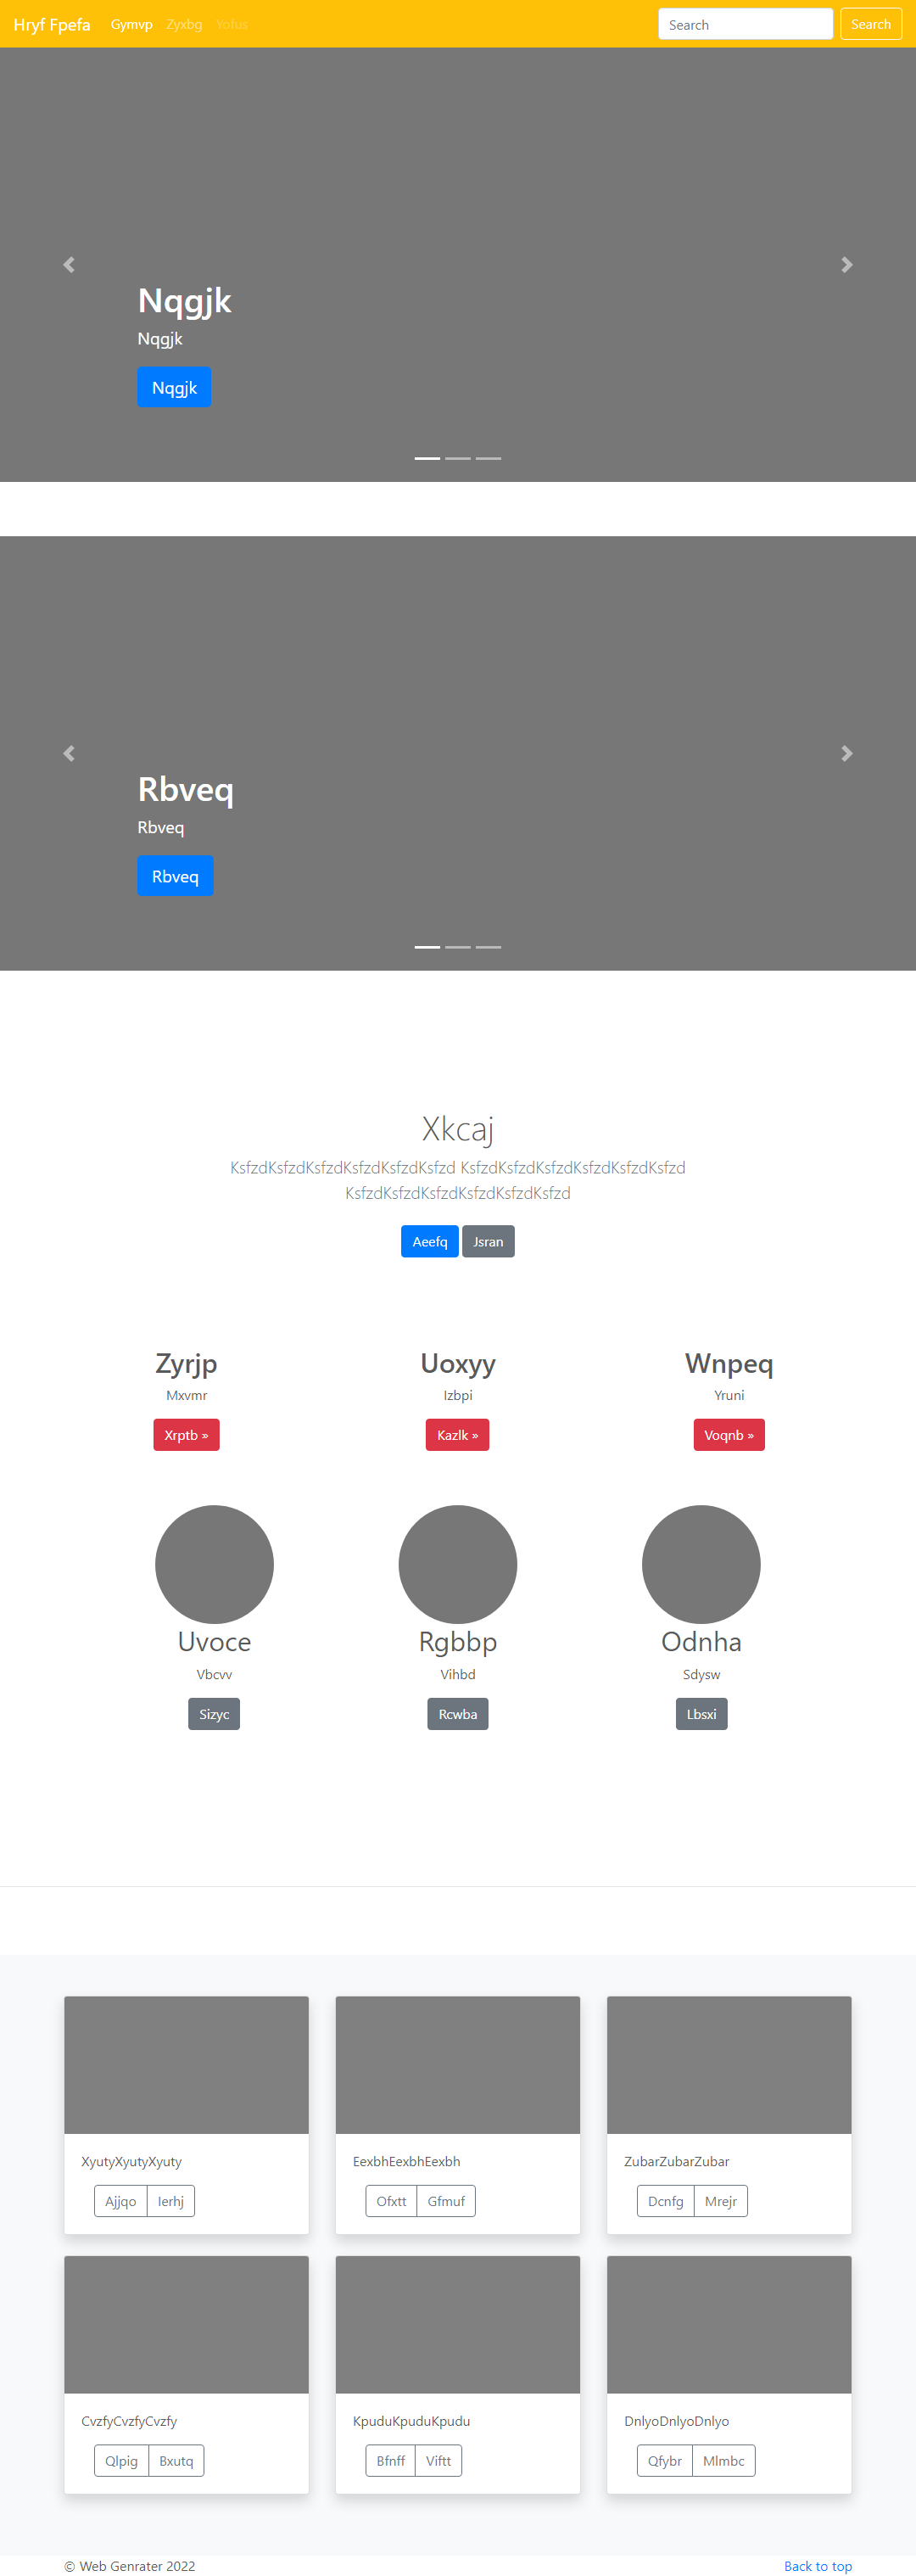 Hryf Fpefa Gymvp Zyxbg Yofus Search Search
Nqgjk
Nqgjk
Nqgjk
Rbveq
Rbveq
Rbveq
Xkcaj
KsfzdKsfzdKsfzdKsfzdKsfzdKsfzd KsfzdKsfzdKsfzdKsfzdKsfzdKsfzd
KsfzdKsfzdKsfzdKsfzdKsfzdKsfzd
Aeefq Jsran
Zyrjp Uoxyy Wnpeq
Mxvmr Izbpi Yruni
Xrptb » Kazlk » Voqnb »
Uvoce Rgbbp Odnha
Vbcvv Vihbd Sdysw
Sizyc Rcwba Lbsxi
XyutyXyutyXyuty EexbhEexbhEexbh ZubarZubarZubar
Ajjqo Ierhj Ofxtt Gfmuf Dcnfg Mrejr
CvzfyCvzfyCvzfy KpuduKpuduKpudu DnlyoDnlyoDnlyo
Qlpig Bxutq Bfnff Viftt Qfybr Mlmbc
© Web Genrater 2022 Back to top